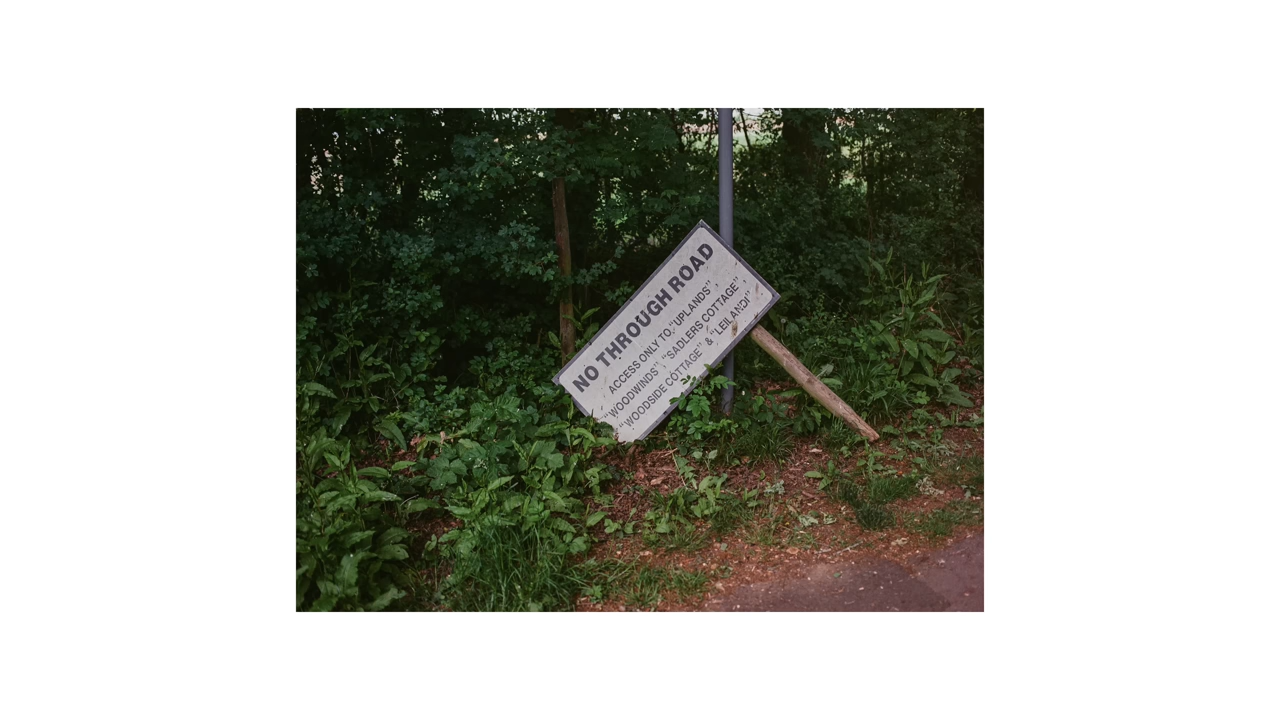 NO THROUGH ROAD
ACCESS ONLY TO "UPLANDS"
"WOODWINDS", "SADLERS COTTAGE"
"WOODSIDE COTTAGE" & "LEILANDI"